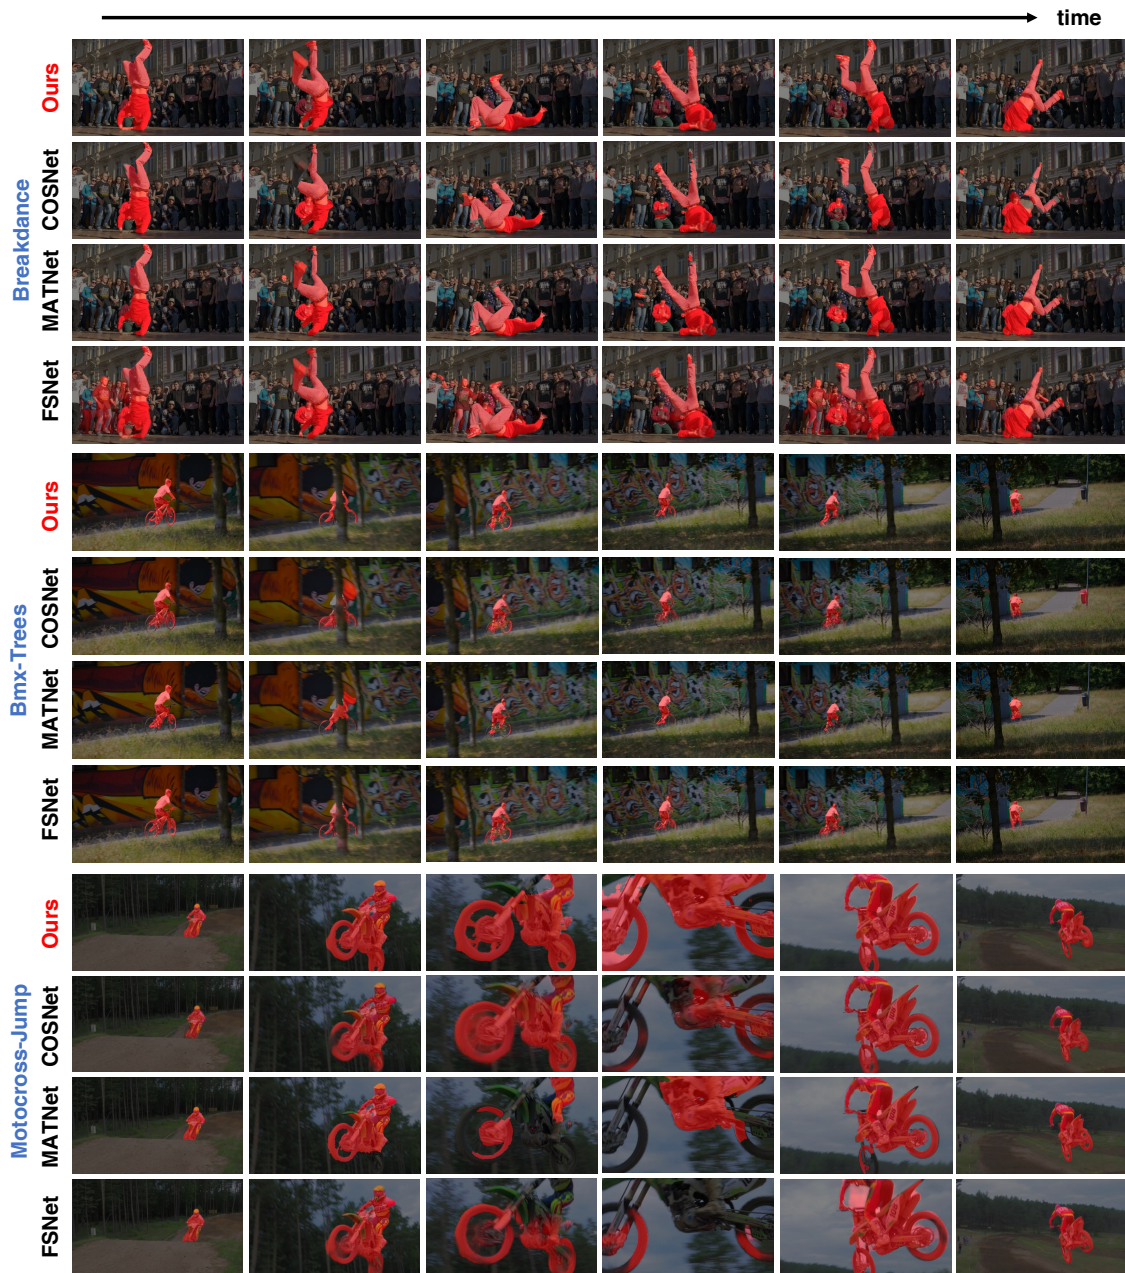 time
Breakdance
Ours
COSNet
MATNet
FSNet
Bmx-Trees
Ours
COSNet
MATNet
FSNet
Motocross-Jump
Ours
COSNet
MATNet
FSNet